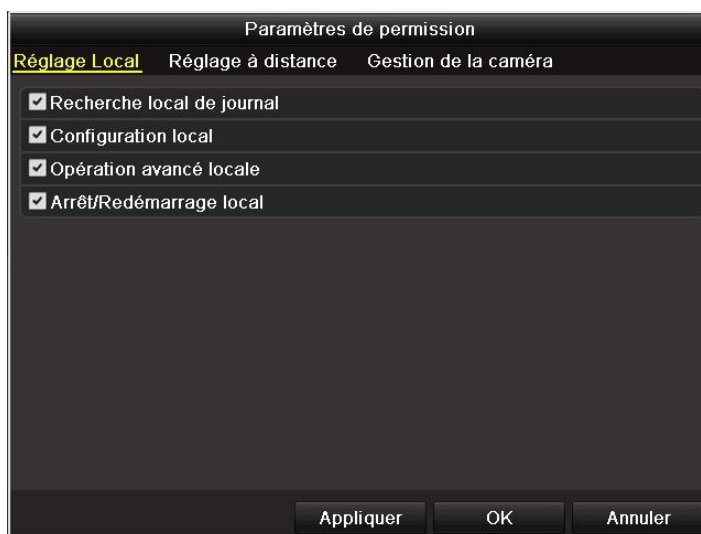 Paramètres de permission
Réglage Local Réglage à distance Gestion de la caméra
Recherche local de journal
Configuration local
Opération avancé locale
Arrêt/Redémarrage local
Appliquer OK Annuler